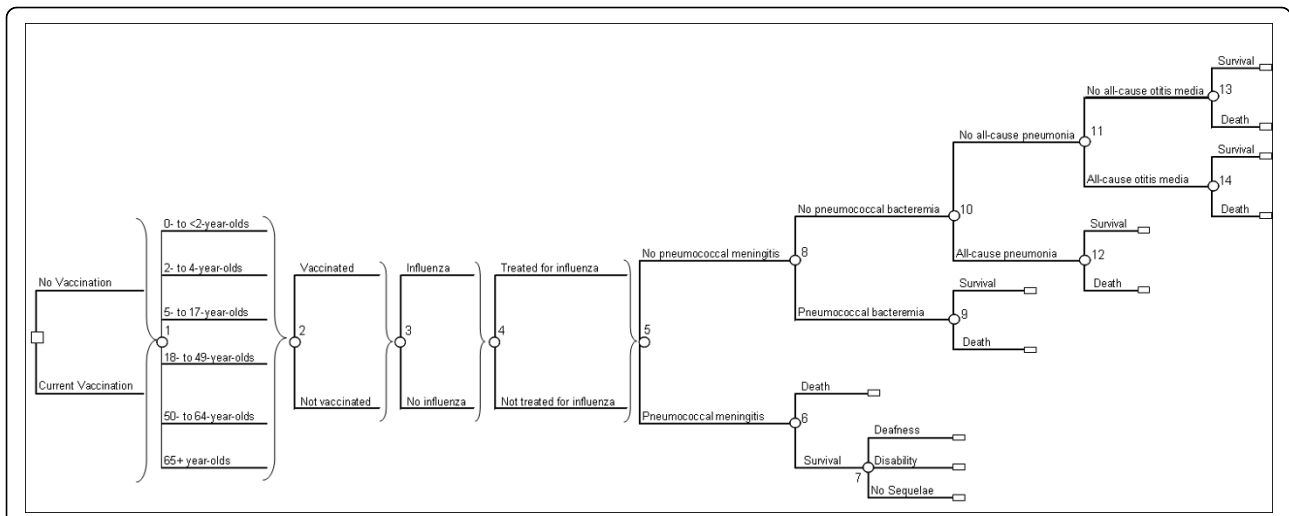 No Vaccination
Current Vaccination
1
0- to <2-year-olds
2- to 4-year-olds
5- to 17-year-olds
18- to 49-year-olds
50- to 64-year-olds
65+ year-olds
2
Vaccinated
Not vaccinated
3
Influenza
No influenza
4
Treated for influenza
Not treated for influenza
5
No pneumococcal meningitis
Pneumococcal meningitis
6
Death
Survival
7
Deafness
Disability
No Sequelae
8
No pneumococcal bacteremia
Pneumococcal bacteremia
9
Survival
Death
10
No all-cause pneumonia
All-cause pneumonia
11
No all-cause otitis media
All-cause otitis media
12
Survival
Death
13
Survival
Death
14
Survival
Death